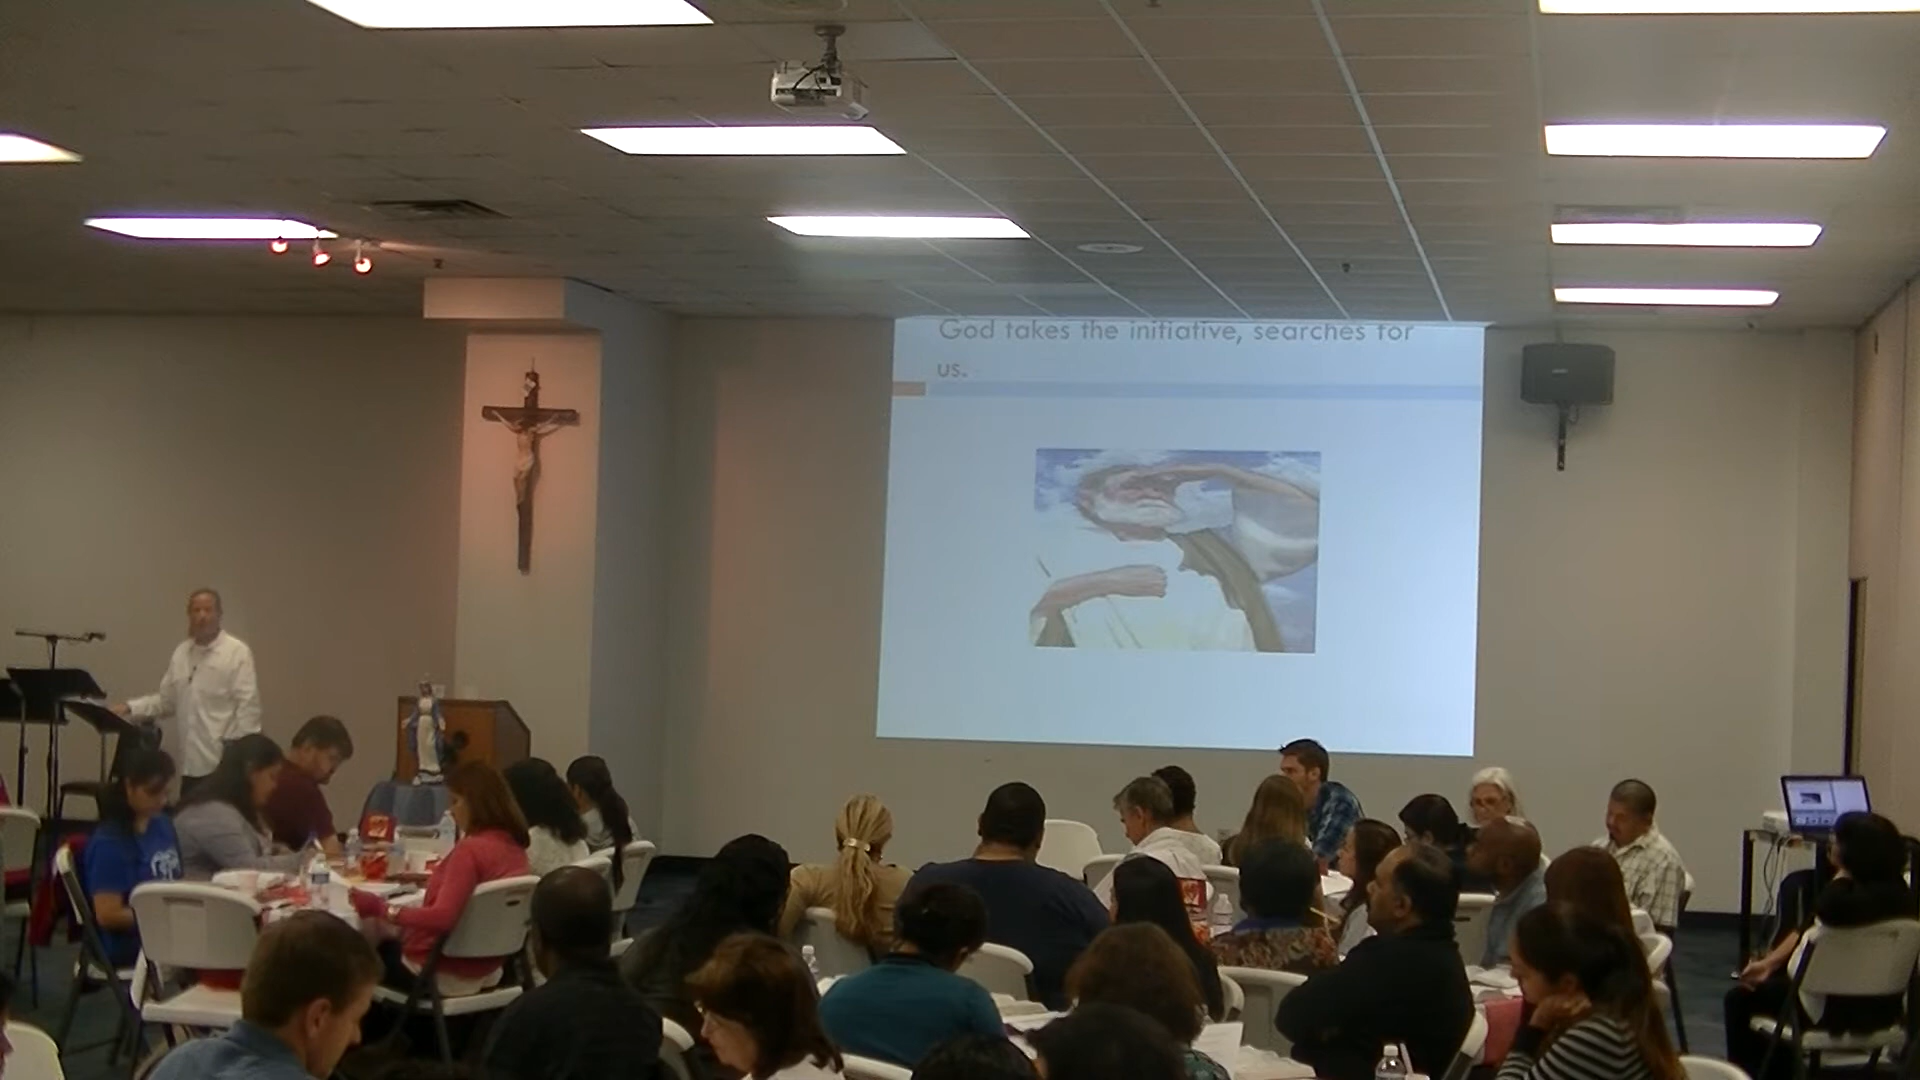 God takes the initiative, searches for
us.